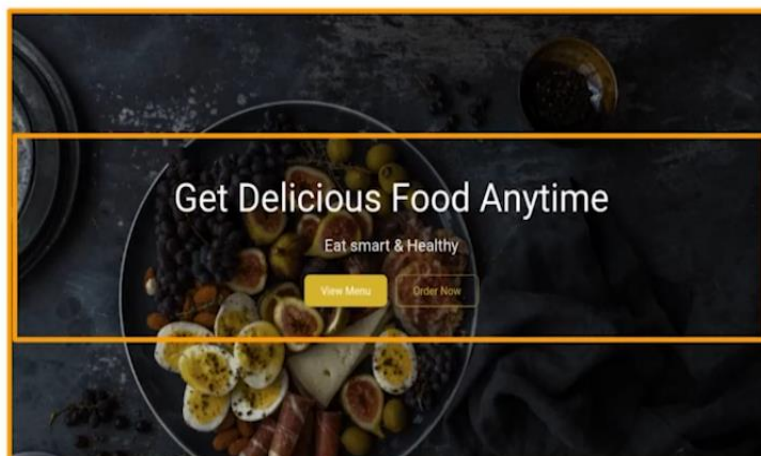 Get Delicious Food Anytime
Eat smart & Healthy
View Menu
Order Now